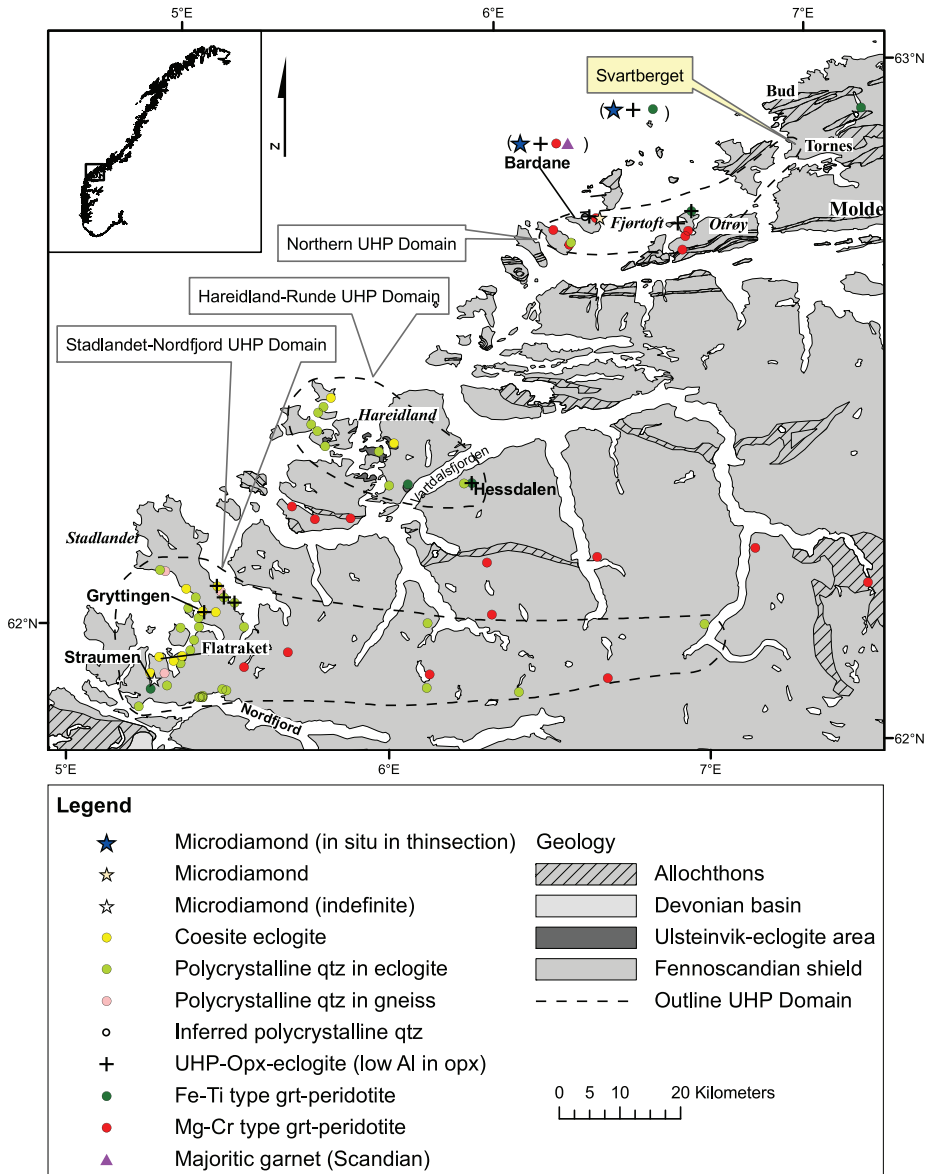 5°E
6°E
7°E
63°N
N
Svartberget
Bud
Tornes
( )
( )
Bardane
Molde
Fjørtoft
Otrøy
Northern UHP Domain
Hareidland-Runde UHP Domain
Stadlandet-Nordfjord UHP Domain
Hareidland
Vartdalsfjorden
Hessdalen
Stadlandet
Gryttingen
62°N
Flatraket
Straumen
Nordfjord
62°N
5°E
6°E
7°E
Legend
Microdiamond (in situ in thinsection)
Microdiamond
Microdiamond (indefinite)
Coesite eclogite
Polycrystalline qtz in eclogite
Polycrystalline qtz in gneiss
Inferred polycrystalline qtz
UHP-Opx-eclogite (low Al in opx)
Fe-Ti type grt-peridotite
Mg-Cr type grt-peridotite
Majoritic garnet (Scandian)
Geology
Allochthons
Devonian basin
Ulsteinvik-eclogite area
Fennoscandian shield
Outline UHP Domain
0 5 10 20 Kilometers